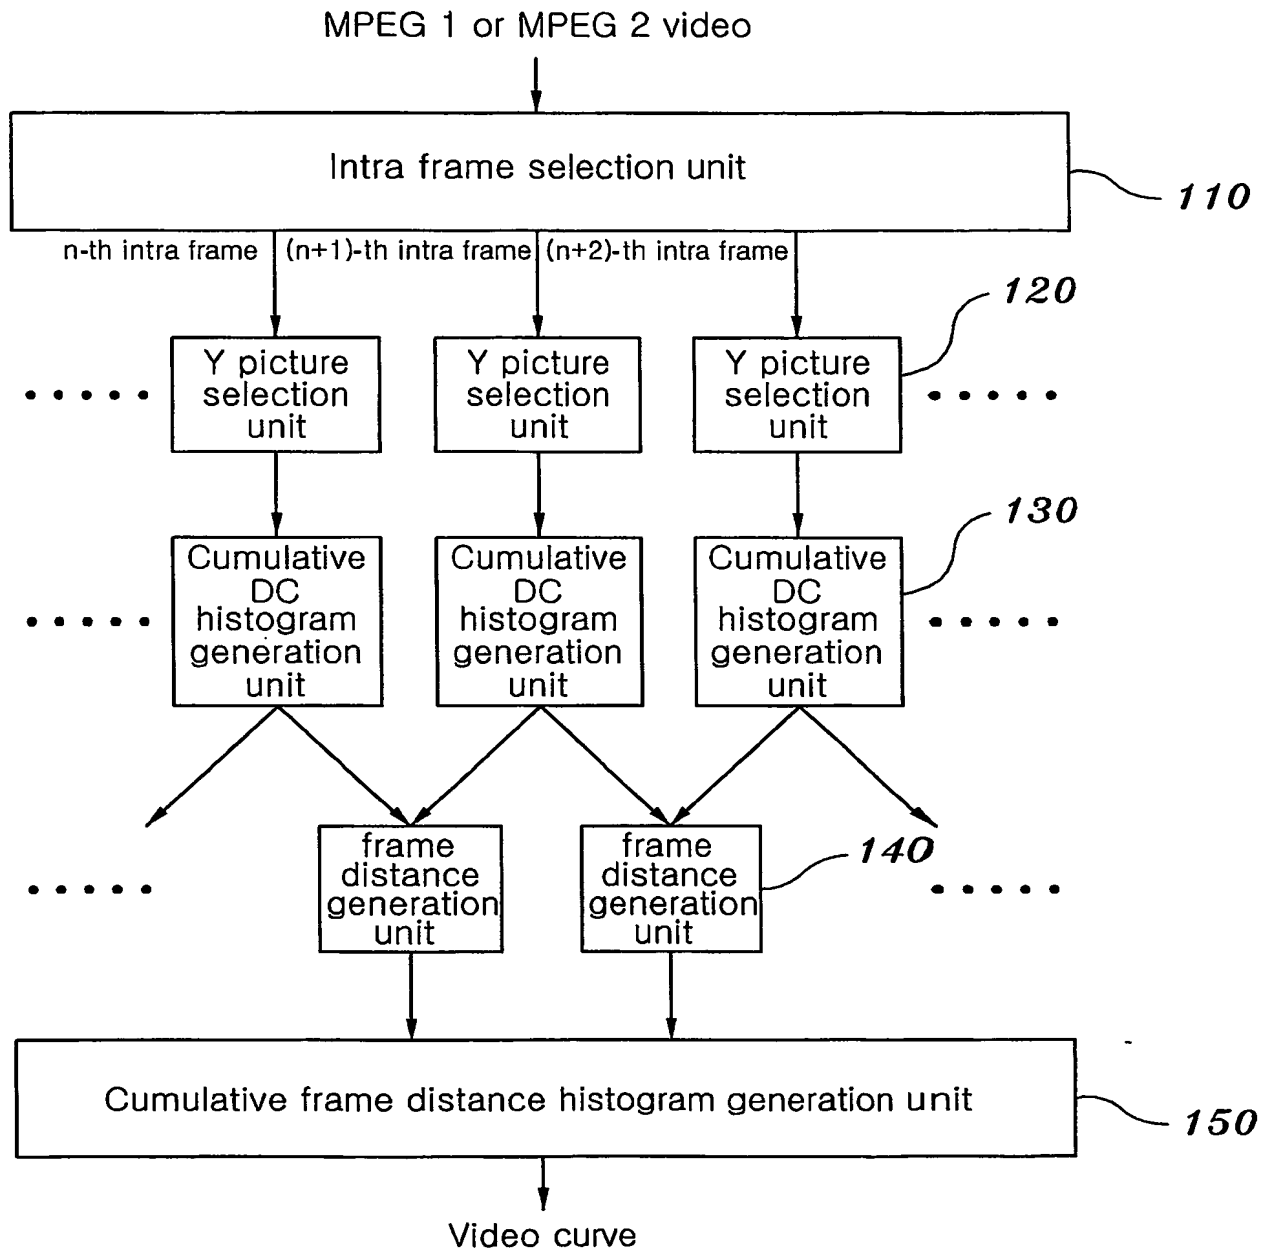 MPEG 1 or MPEG 2 video
Intra frame selection unit
110
n-th intra frame
(n+1)-th intra frame
(n+2)-th intra frame
120
Y picture
selection
unit
Y picture
selection
unit
Y picture
selection
unit
130
Cumulative
DC
histogram
generation
unit
Cumulative
DC
histogram
generation
unit
Cumulative
DC
histogram
generation
unit
frame
distance
generation
unit
frame
distance
generation
unit
140
Cumulative frame distance histogram generation unit
150
Video curve